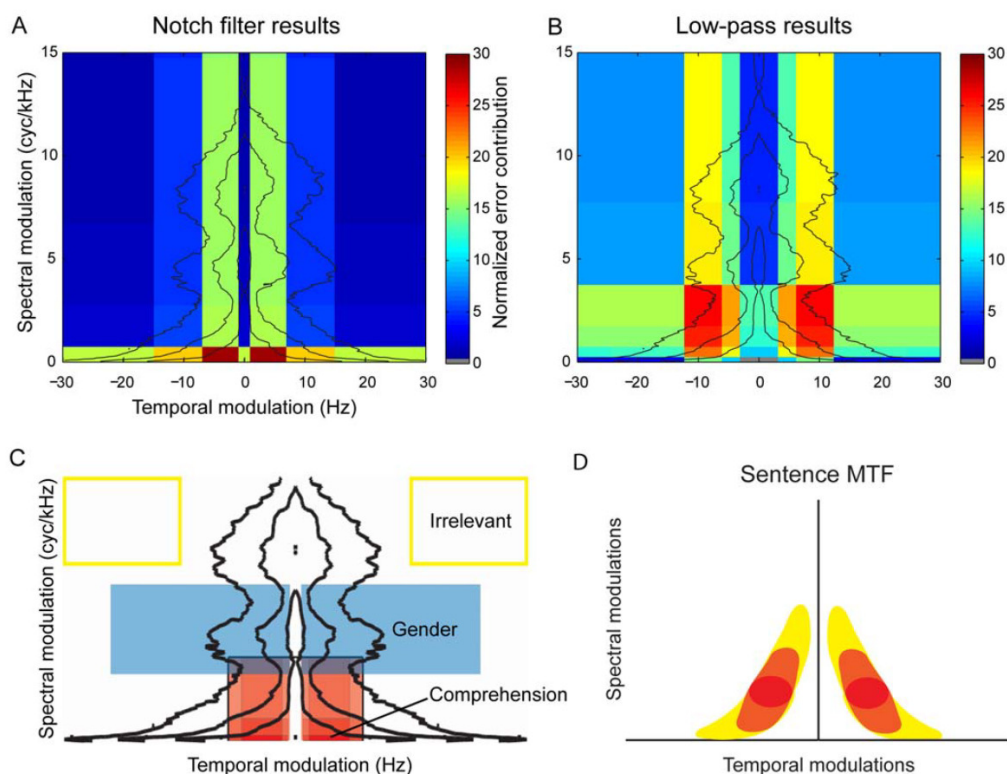 A
Notch filter results
15
10
5
0
Spectral modulation (cyc/kHz)
−30
−20
−10
0
10
20
30
Temporal modulation (Hz)
30
25
20
15
10
5
0
Normalized error contribution
B
Low-pass results
15
10
5
0
−30
−20
−10
0
10
20
30
30
25
20
15
10
5
0
C
Spectral modulation (cyc/kHz)
Irrelevant
Gender
Comprehension
Temporal modulation (Hz)
D
Sentence MTF
Spectral modulations
Temporal modulations